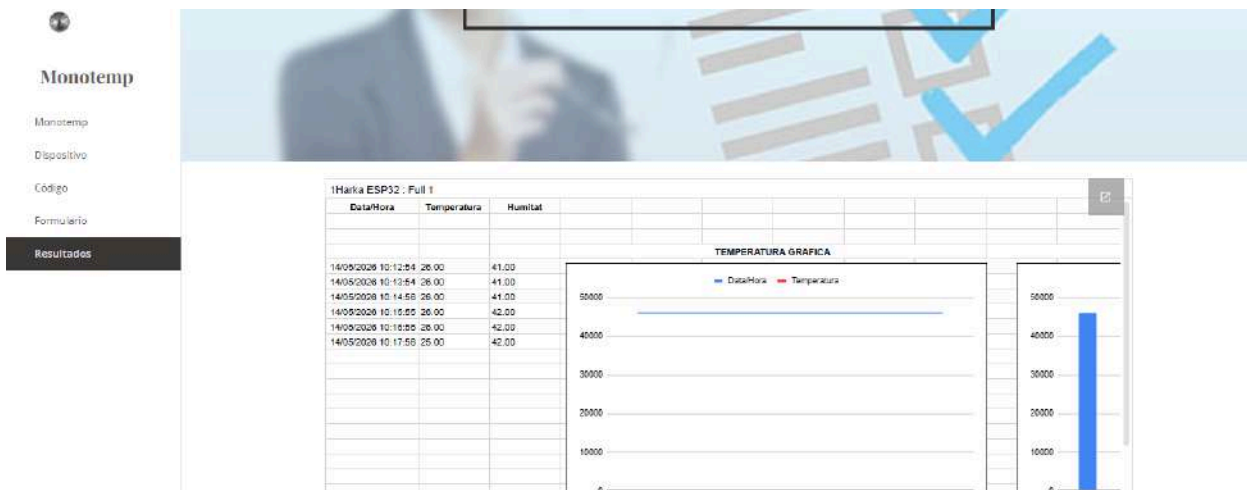 Monotemp
Monotemp
Dispositivo
Código
Formulario
Resultados
1Harka ESP32 : Full 1
Data/Hora Temperatura Humitat
TEMPERATURA GRAFICA
14/05/2026 10:12:54 26.00 41.00
14/05/2026 10:13:54 26.00 41.00
14/05/2026 10:14:56 26.00 41.00
14/05/2026 10:15:55 26.00 42.00
14/05/2026 10:16:56 26.00 42.00
14/05/2026 10:17:56 25.00 42.00
Data/Hora Temperatura
50000
40000
30000
20000
10000
0
50000
40000
30000
20000
10000
0